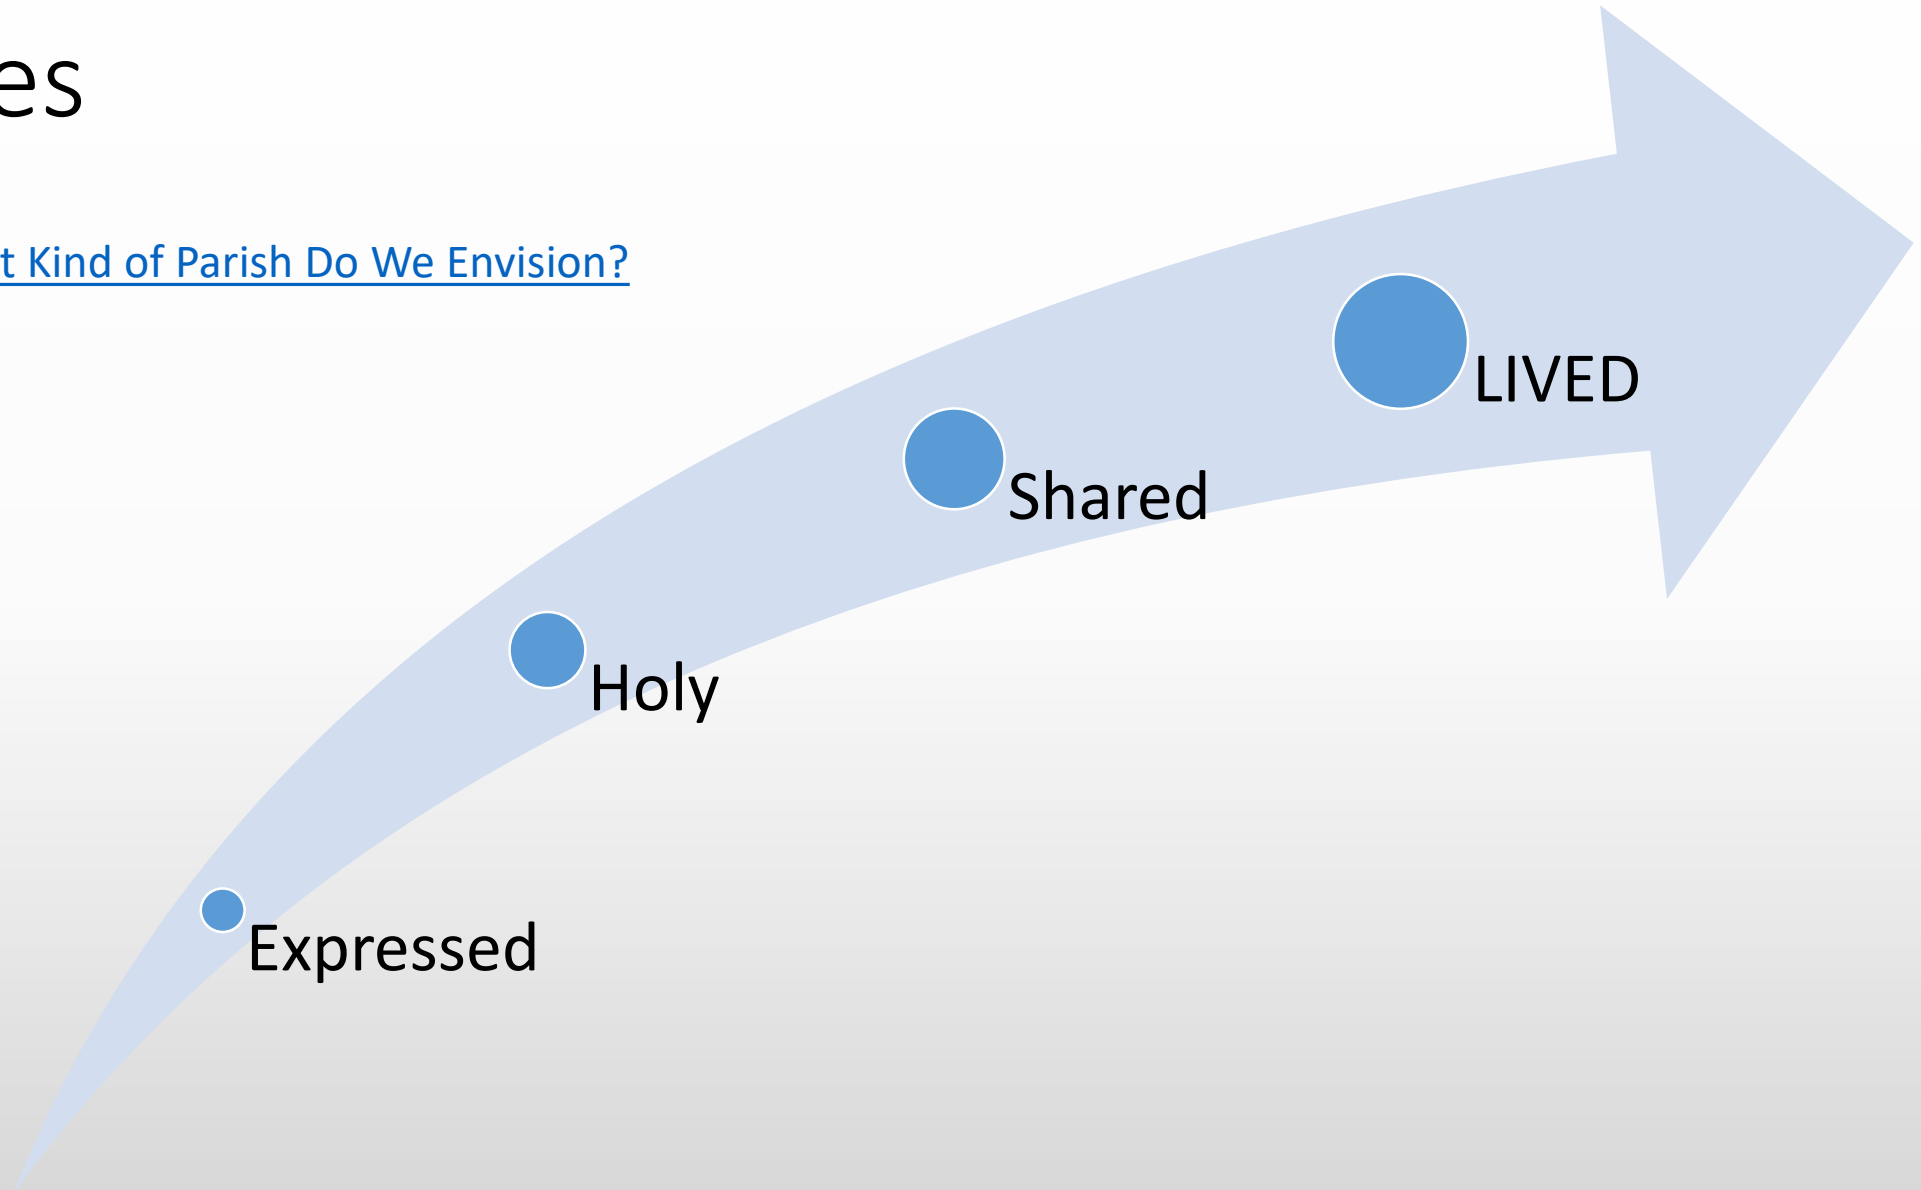 es
t Kind of Parish Do We Envision?
LIVED
Shared
Holy
Expressed